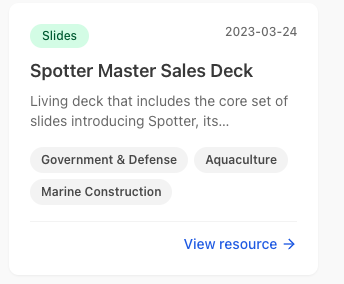 Slides
2023-03-24
Spotter Master Sales Deck
Living deck that includes the core set of
slides introducing Spotter, its...
Government & Defense
Aquaculture
Marine Construction
View resource →